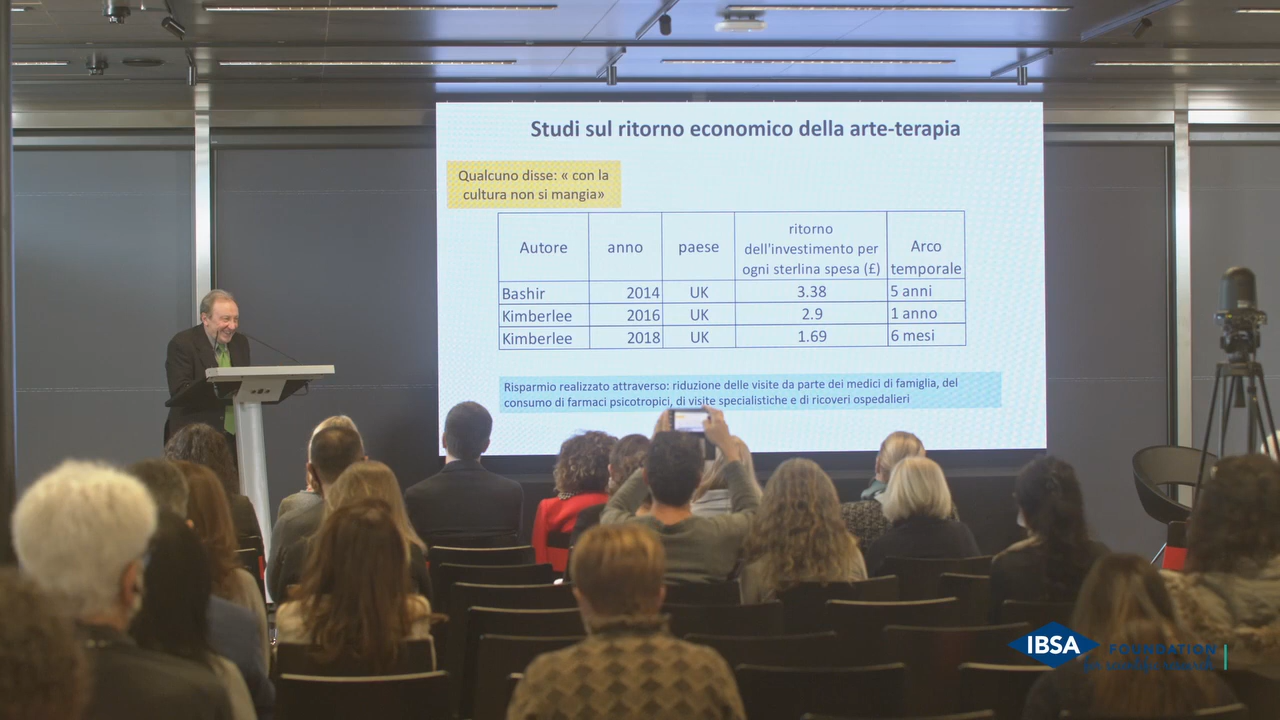 Studi sul ritorno economico della arte-terapia
Qualcuno disse: « con la
cultura non si mangia»
Autore anno paese ritorno dell'investimento per ogni sterlina spesa (£) Arco temporale
Bashir 2014 UK 3.38 5 anni
Kimberlee 2016 UK 2.9 1 anno
Kimberlee 2018 UK 1.69 6 mesi
Risparmio realizzato attraverso: riduzione delle visite da parte dei medici di famiglia, del
consumo di farmaci psicotropici, di visite specialistiche e di ricoveri ospedalieri
IBSA FOUNDATION